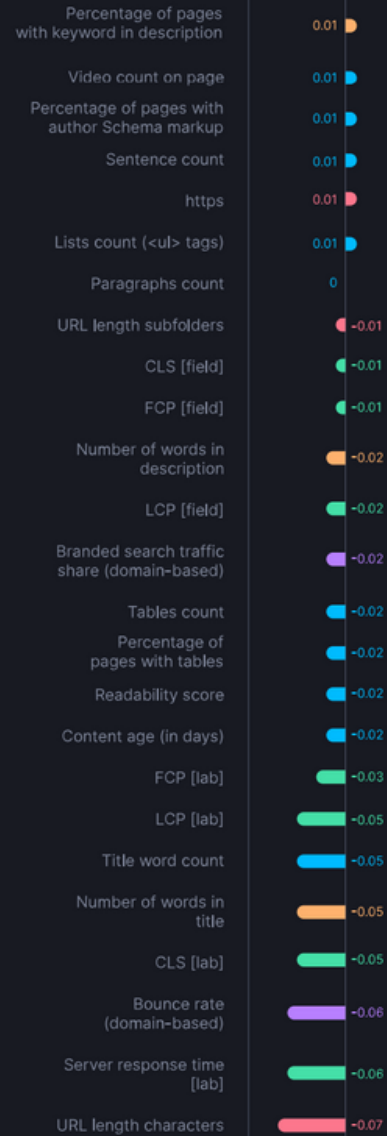 Percentage of pages
with keyword in description
0.01
Video count on page
0.01
Percentage of pages with
author Schema markup
0.01
Sentence count
0.01
https
0.01
Lists count (<ul> tags)
0.01
Paragraphs count
0
URL length subfolders
-0.01
CLS [field]
-0.01
FCP [field]
-0.01
Number of words in
description
-0.02
LCP [field]
-0.02
Branded search traffic
share (domain-based)
-0.02
Tables count
-0.02
Percentage of
pages with tables
-0.02
Readability score
-0.02
Content age (in days)
-0.02
FCP [lab]
-0.03
LCP [lab]
-0.05
Title word count
-0.05
Number of words in
title
-0.05
CLS [lab]
-0.05
Bounce rate
(domain-based)
-0.06
Server response time
[lab]
-0.06
URL length characters
-0.07